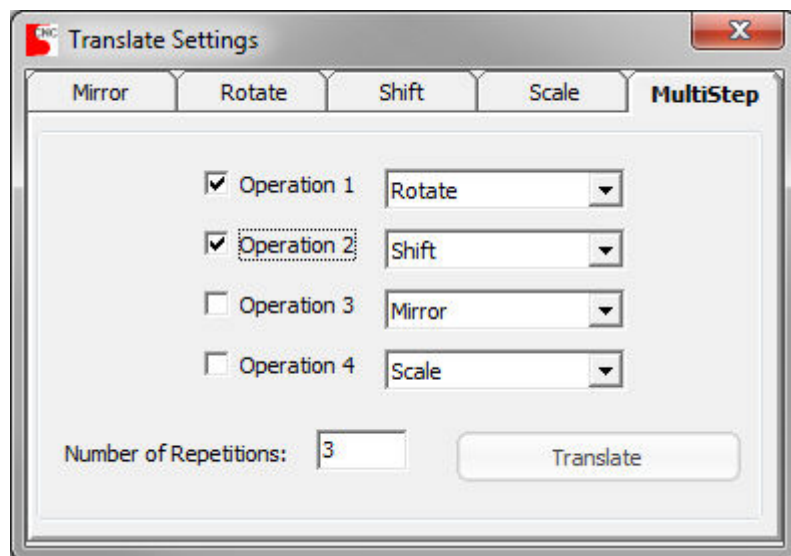 CNC Translate Settings
Mirror Rotate Shift Scale MultiStep
Operation 1 Rotate
Operation 2 Shift
Operation 3 Mirror
Operation 4 Scale
Number of Repetitions: 3 Translate